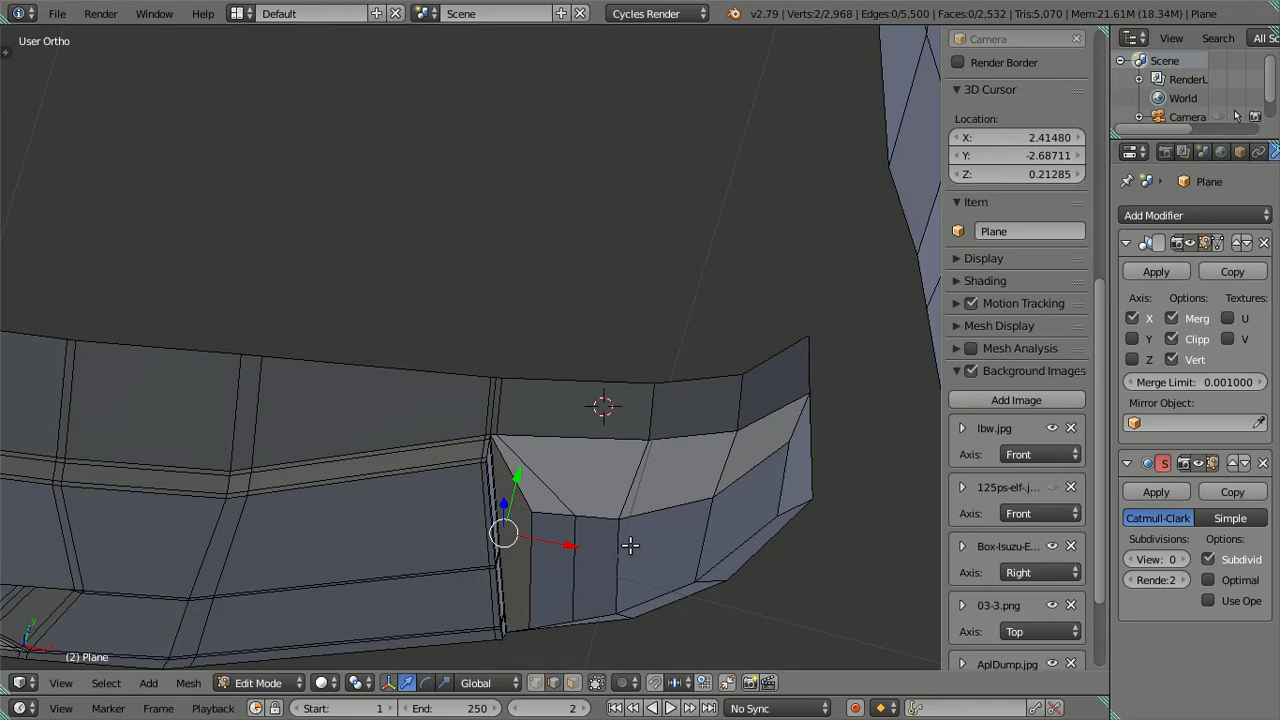 File Render Window Help Default Scene Cycles Render v2.79 | Verts:2/2,968 | Edges:0/5,500 | Faces:0/2,532 | Tris:5,070 | Mem:21.61M (18.34M) | Plane
User Ortho
Camera
Render Border
3D Cursor
Location:
X: 2.41480
Y: -2.68711
Z: 0.21285
Item
Plane
Display
Shading
Motion Tracking
Mesh Display
Mesh Analysis
Background Images
Add Image
lbw.jpg
Axis: Front
125ps-elf-.j...
Axis: Front
Box-Isuzu-E...
Axis: Right
03-3.png
Axis: Top
AplDump.jpg
View Search All Sc
Scene
RenderL
World
Camera
Plane
Add Modifier
Apply Copy
Axis: Options: Textures:
X Merg U
Y Clipp V
Z Vert
Merge Limit: 0.001000
Mirror Object:
S
Apply Copy
Catmull-Clark Simple
Subdivisions: Options:
View: 0 Subdivid
Rende:2 Optimal
Use Ope
y
z
x
(2) Plane
View Select Add Mesh Edit Mode Global
View Marker Frame Playback Start: 1 End: 250 2 No Sync